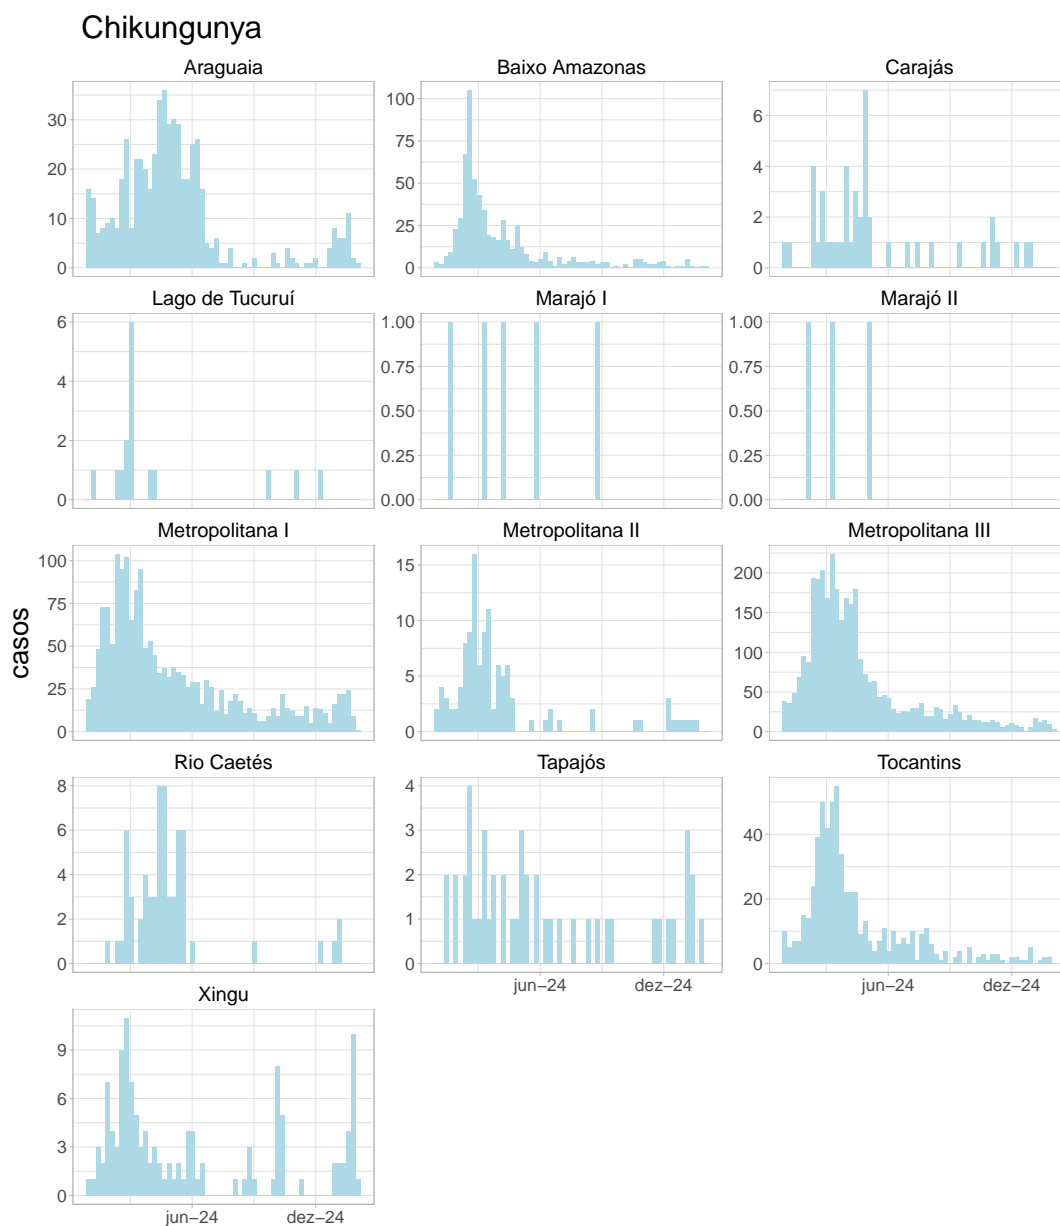 Chikungunya
Araguaia
Baixo Amazonas
Carajás
30
20
10
0
100
75
50
25
0
6
4
2
0
Lago de Tucuruí
Marajó I
Marajó II
6
4
2
0
1.00
0.75
0.50
0.25
0.00
1.00
0.75
0.50
0.25
0.00
Metropolitana I
Metropolitana II
Metropolitana III
casos
100
75
50
25
0
15
10
5
0
200
150
100
50
0
Rio Caetés
Tapajós
Tocantins
8
6
4
2
0
4
3
2
1
0
40
20
0
jun−24
dez−24
jun−24
dez−24
Xingu
9
6
3
0
jun−24
dez−24